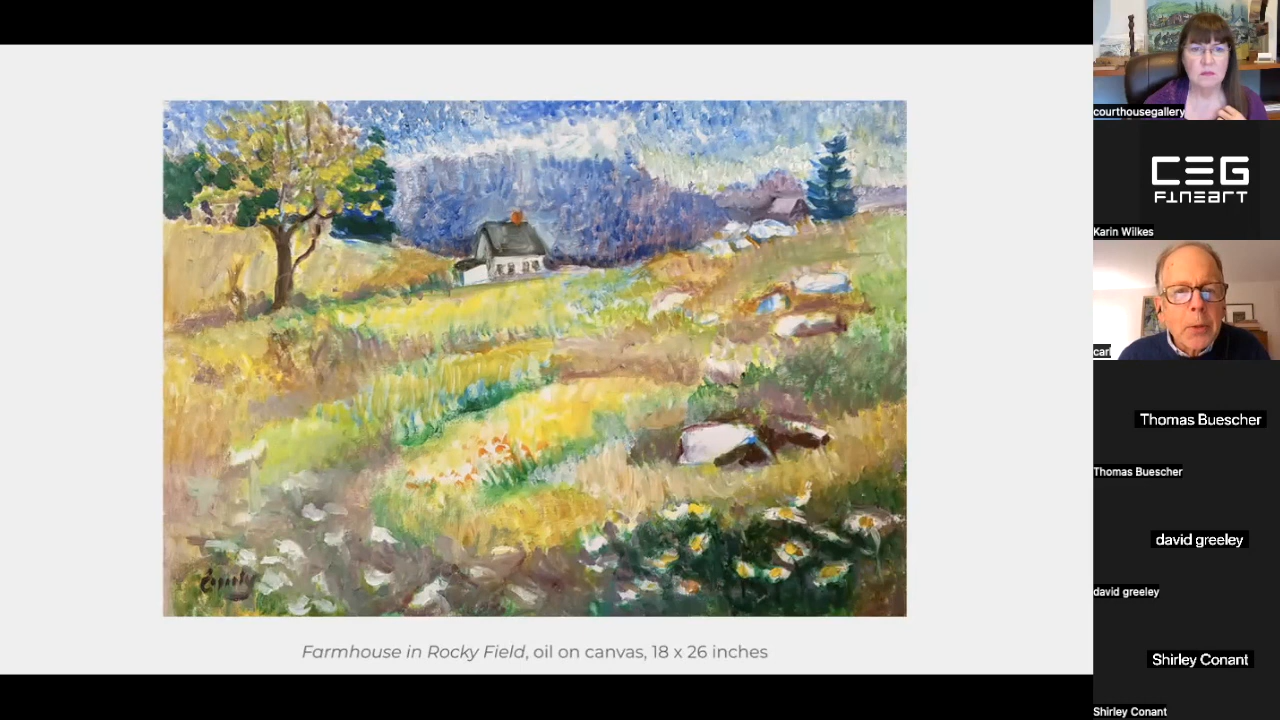 Farmhouse in Rocky Field, oil on canvas, 18 x 26 inches
courthousegallery
CEG
FINEART
Karin Wilkes
carl
Thomas Buescher
Thomas Buescher
david greeley
david greeley
Shirley Conant
Shirley Conant